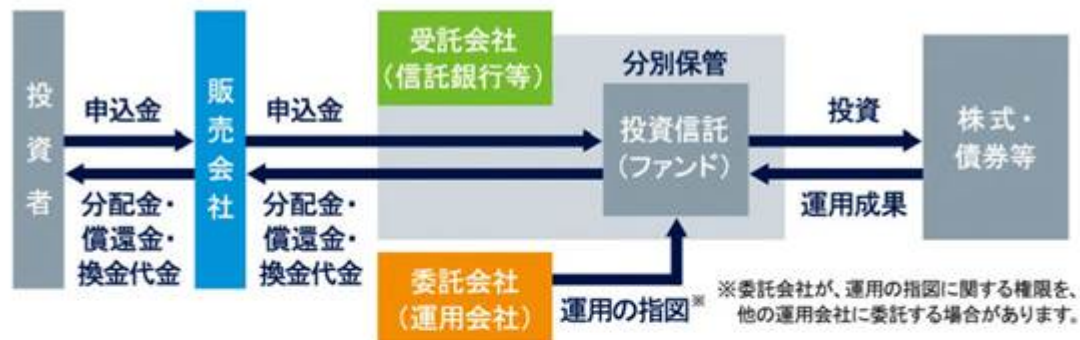 投資者
申込金
分配金・
償還金・
換金代金
販売会社
申込金
分配金・
償還金・
換金代金
受託会社
（信託銀行等）
分別保管
投資信託
（ファンド）
委託会社
（運用会社）
運用の指図※
投資
運用成果
株式・
債券等
※委託会社が、運用の指図に関する権限を、
他の運用会社に委託する場合があります。